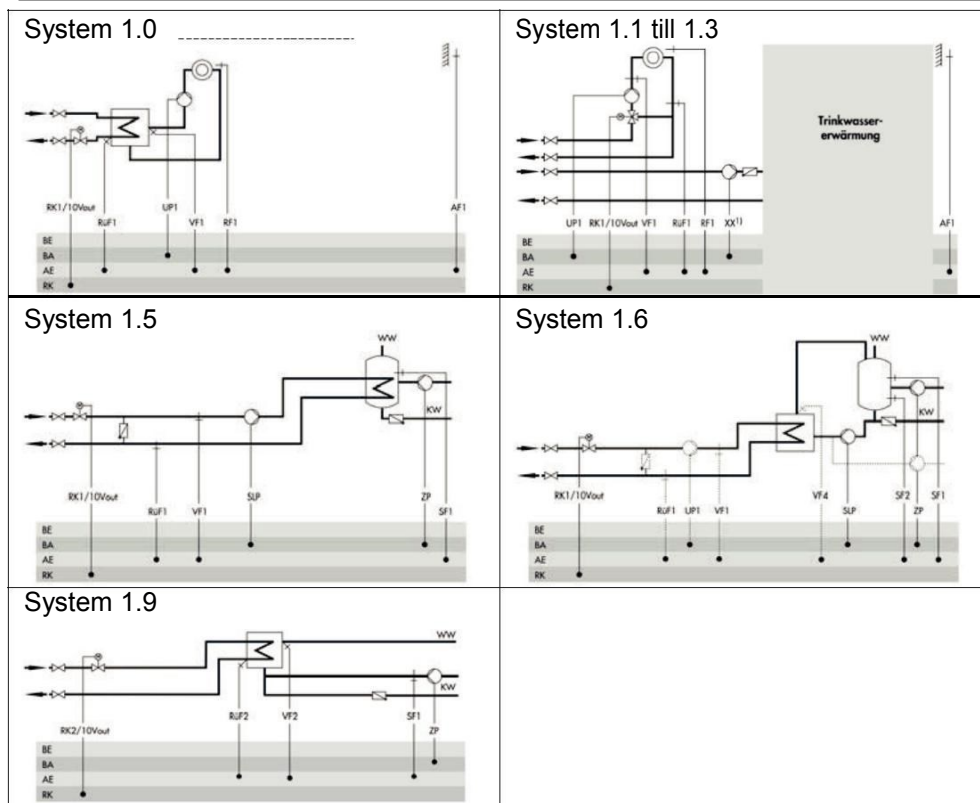 System 1.0
RK1/10Vout RüF1 UP1 VF1 RF1 AF1
BE
BA
AE
RK
System 1.1 till 1.3
Trinkwasser-
erwärmung
UP1 RK1/10Vout VF1 RüF1 RF1 XX1) AF1
BE
BA
AE
RK
System 1.5
WW
KW
RK1/10Vout RüF1 VF1 SLP ZP SF1
BE
BA
AE
RK
System 1.6
WW
KW
RK1/10Vout RüF1 UP1 VF1 VF4 SLP SF2 ZP SF1
BE
BA
AE
RK
System 1.9
WW
KW
RK2/10Vout RüF2 VF2 SF1 ZP
BE
BA
AE
RK